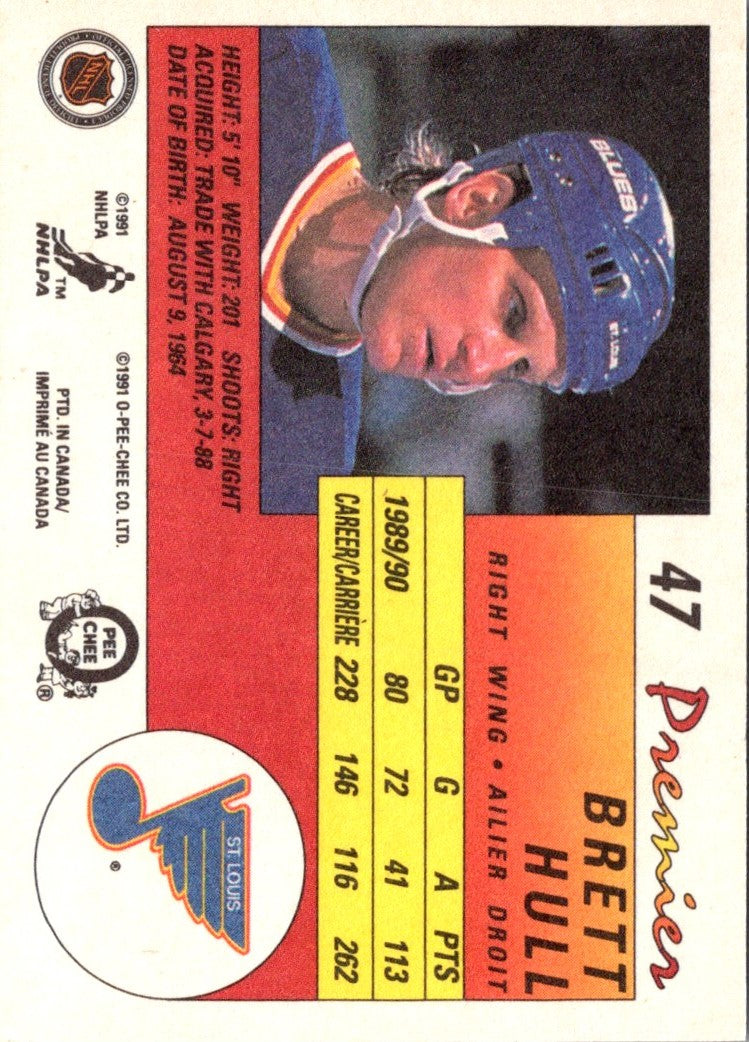 47
Premier
BRETT
HULL
RIGHT WING • AILIER DROIT
GP G A PTS
1989/90 80 72 41 113
CAREER/CARRIÈRE 228 146 116 262
BLUES
HEIGHT: 5' 10" WEIGHT: 201 SHOOTS: RIGHT
ACQUIRED: TRADE WITH CALGARY, 3-7-88
DATE OF BIRTH: AUGUST 9, 1964
ST. LOUIS
®
NHL
©1991
NHLPA
TM
NHLPA
©1991 O-PEE-CHEE CO. LTD.
PTD. IN CANADA/
IMPRIMÉ AU CANADA
O
PEE
CHEE
®